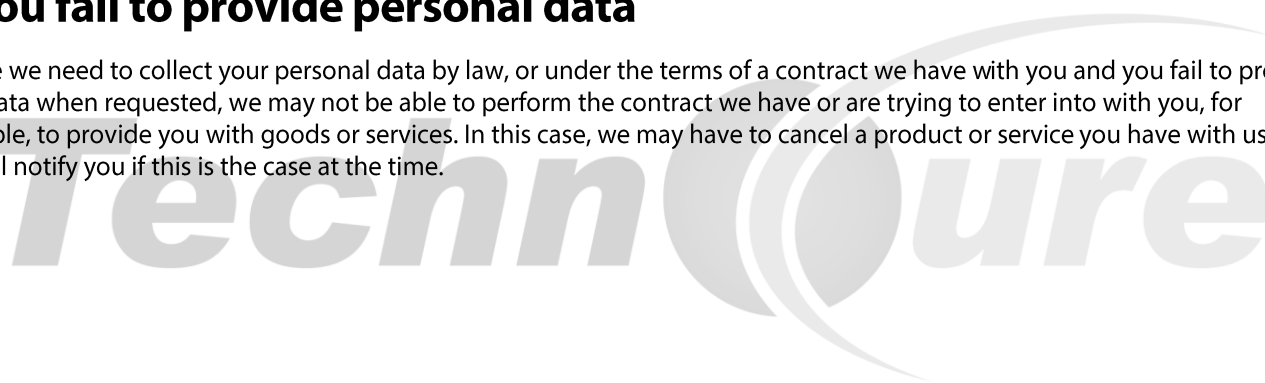 ou fail to provide personal data
e we need to collect your personal data by law, or under the terms of a contract we have with you and you fail to pr
ata when requested, we may not be able to perform the contract we have or are trying to enter into with you, for
ple, to provide you with goods or services. In this case, we may have to cancel a product or service you have with us
l notify you if this is the case at the time.
TechnCure